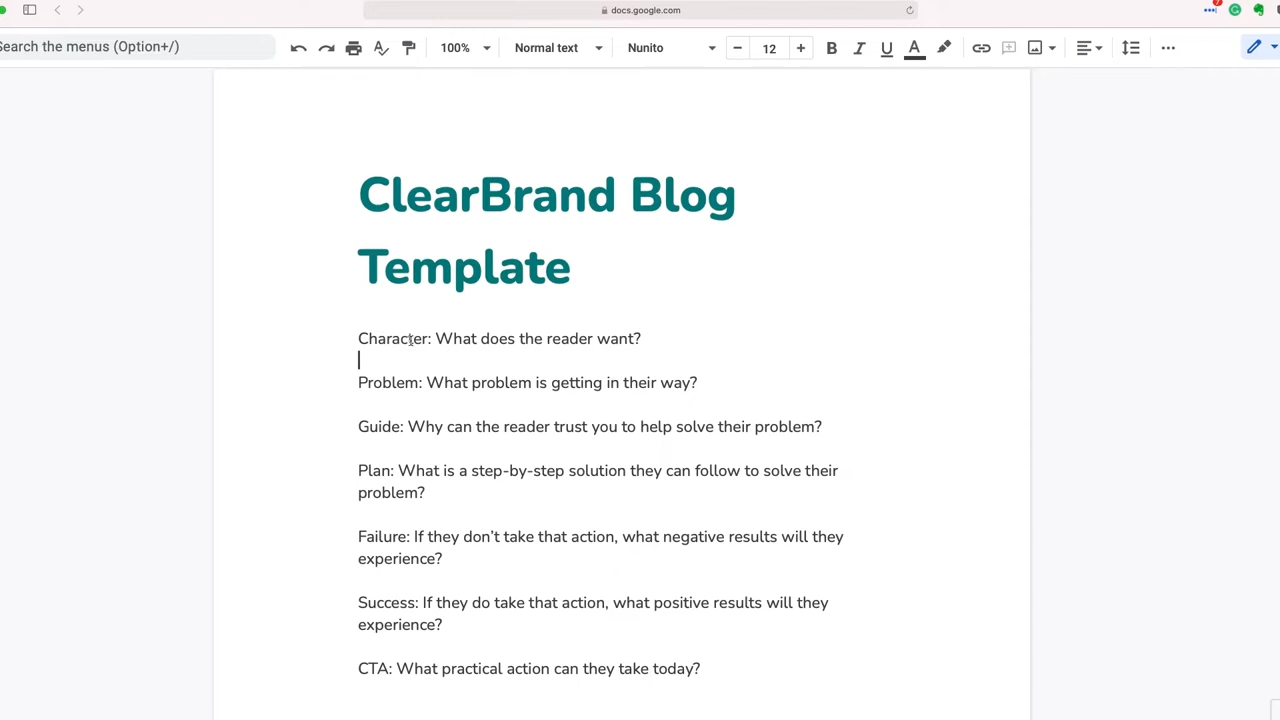 docs.google.com
7
Search the menus (Option+/)
100%
Normal text
Nunito
12
B
I
U
A
ClearBrand Blog
Template
Character: What does the reader want?
Problem: What problem is getting in their way?
Guide: Why can the reader trust you to help solve their problem?
Plan: What is a step-by-step solution they can follow to solve their
problem?
Failure: If they don’t take that action, what negative results will they
experience?
Success: If they do take that action, what positive results will they
experience?
CTA: What practical action can they take today?